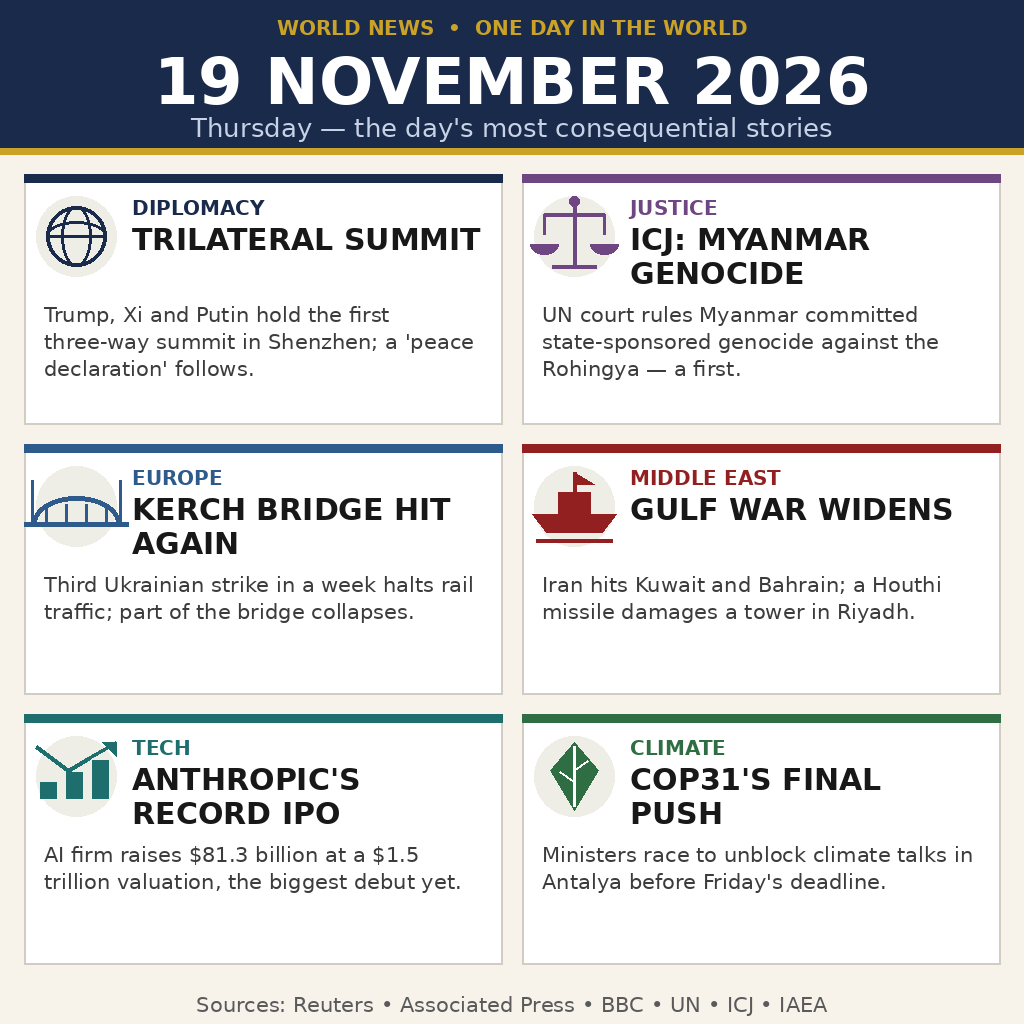 WORLD NEWS • ONE DAY IN THE WORLD
19 NOVEMBER 2026
Thursday — the day's most consequential stories
DIPLOMACY
TRILATERAL SUMMIT
Trump, Xi and Putin hold the first
three-way summit in Shenzhen; a 'peace
declaration' follows.
JUSTICE
ICJ: MYANMAR
GENOCIDE
UN court rules Myanmar committed
state-sponsored genocide against the
Rohingya — a first.
EUROPE
KERCH BRIDGE HIT
AGAIN
Third Ukrainian strike in a week halts rail
traffic; part of the bridge collapses.
MIDDLE EAST
GULF WAR WIDENS
Iran hits Kuwait and Bahrain; a Houthi
missile damages a tower in Riyadh.
TECH
ANTHROPIC'S
RECORD IPO
AI firm raises $81.3 billion at a $1.5
trillion valuation, the biggest debut yet.
CLIMATE
COP31'S FINAL
PUSH
Ministers race to unblock climate talks in
Antalya before Friday's deadline.
Sources: Reuters • Associated Press • BBC • UN • ICJ • IAEA